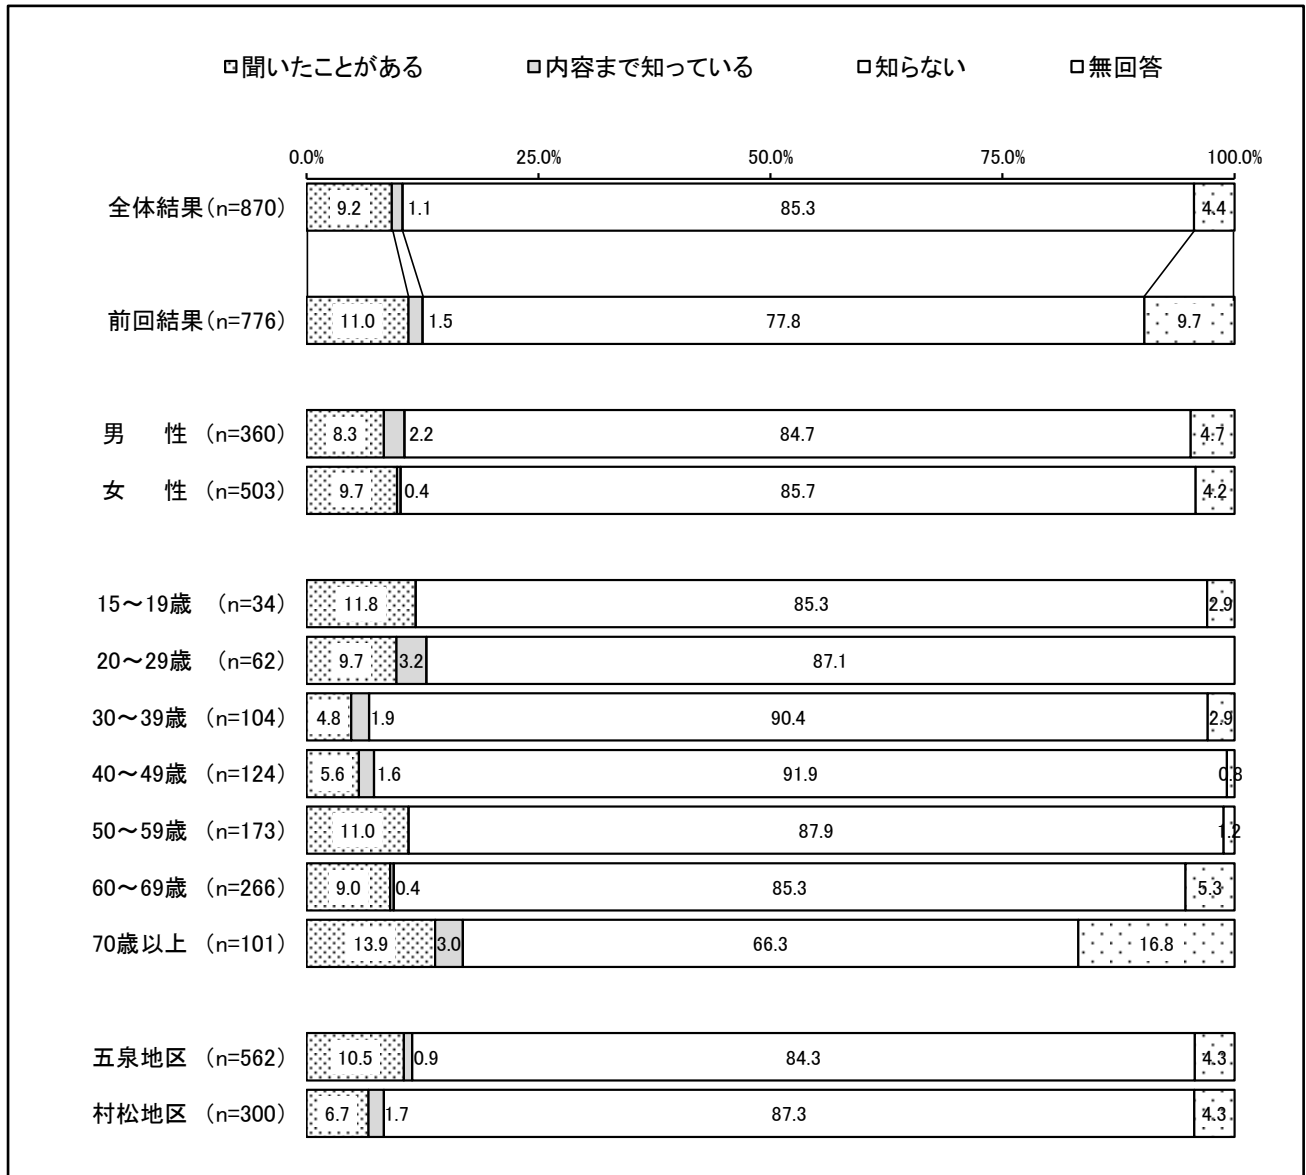 聞いたことがある 内容まで知っている 知らない 無回答
0.0% 25.0% 50.0% 75.0% 100.0%
全体結果(n=870) 9.2 1.1 85.3 4.4
前回結果(n=776) 11.0 1.5 77.8 9.7
男 性 (n=360) 8.3 2.2 84.7 4.7
女 性 (n=503) 9.7 0.4 85.7 4.2
15～19歳 (n=34) 11.8 85.3 2.9
20～29歳 (n=62) 9.7 3.2 87.1
30～39歳 (n=104) 4.8 1.9 90.4 2.9
40～49歳 (n=124) 5.6 1.6 91.9 0.8
50～59歳 (n=173) 11.0 87.9 1.2
60～69歳 (n=266) 9.0 0.4 85.3 5.3
70歳以上 (n=101) 13.9 3.0 66.3 16.8
五泉地区 (n=562) 10.5 0.9 84.3 4.3
村松地区 (n=300) 6.7 1.7 87.3 4.3